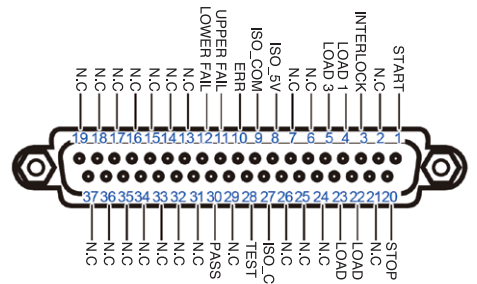 N.C
N.C
N.C
N.C
N.C
N.C
N.C
LOWER FAIL
UPPER FAIL
ERR
ISO_COM
ISO_5V
N.C
N.C
LOAD 3
LOAD 1
INTERLOCK
N.C
START
19 18 17 16 15 14 13 12 11 10 9 8 7 6 5 4 3 2 1
37 36 35 34 33 32 31 30 29 28 27 26 25 24 23 22 21 20
N.C
N.C
N.C
N.C
N.C
N.C
N.C
PASS
N.C
TEST
ISO_C
N.C
N.C
N.C
LOAD
LOAD
N.C
STOP